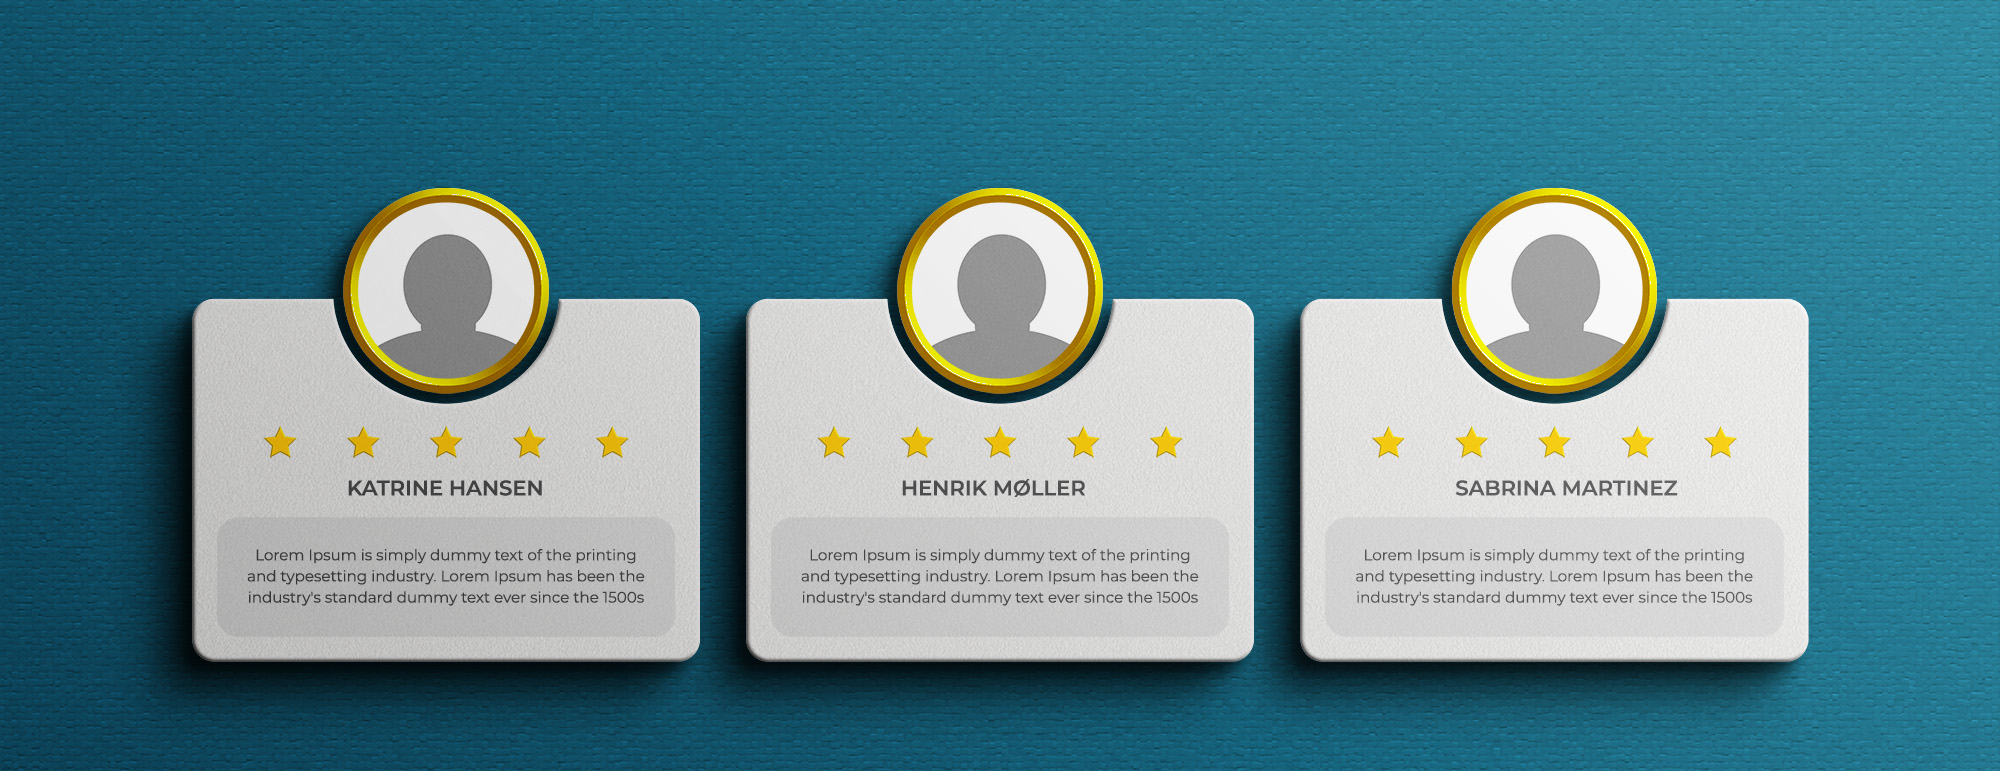 KATRINE HANSEN
Lorem Ipsum is simply dummy text of the printing
and typesetting industry. Lorem Ipsum has been the
industry's standard dummy text ever since the 1500s
HENRIK MØLLER
Lorem Ipsum is simply dummy text of the printing
and typesetting industry. Lorem Ipsum has been the
industry's standard dummy text ever since the 1500s
SABRINA MARTINEZ
Lorem Ipsum is simply dummy text of the printing
and typesetting industry. Lorem Ipsum has been the
industry's standard dummy text ever since the 1500s